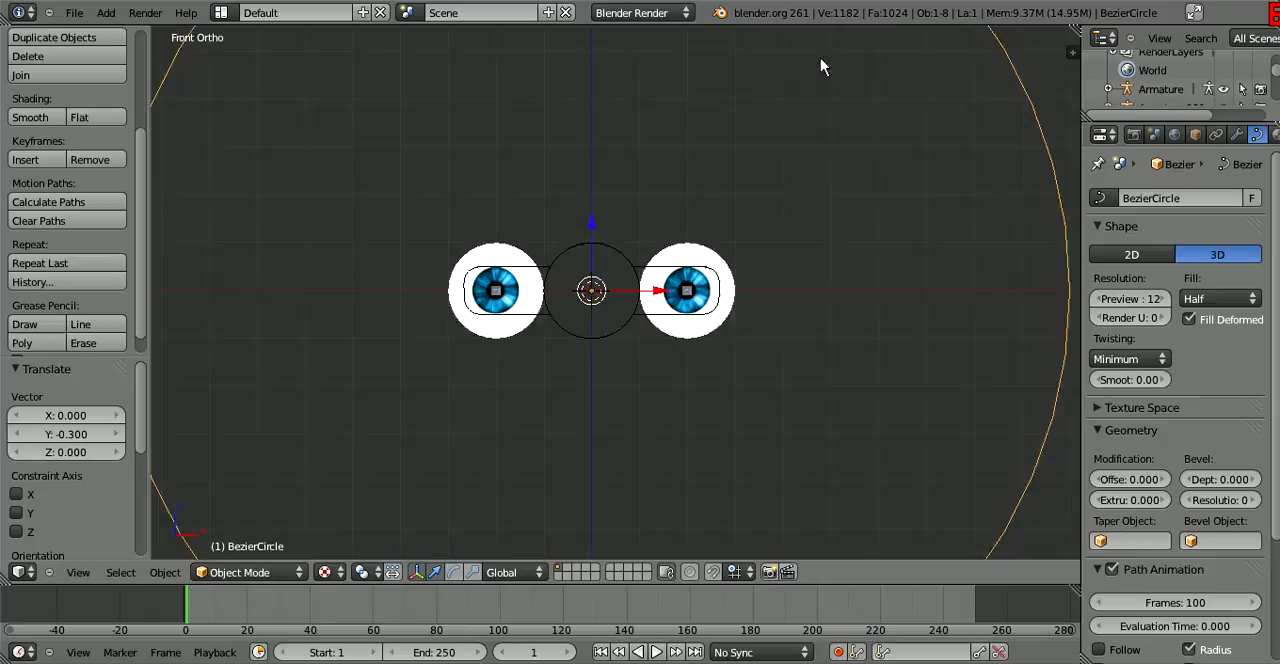 File Add Render Help Default Scene Blender Render blender.org 261 | Ve:1182 | Fa:1024 | Ob:1-8 | La:1 | Mem:9.37M (14.95M) | BezierCircle
Duplicate Objects
Delete
Join
Shading:
Smooth Flat
Keyframes:
Insert Remove
Motion Paths:
Calculate Paths
Clear Paths
Repeat:
Repeat Last
History...
Grease Pencil:
Draw Line
Poly Erase
Translate
Vector
X: 0.000
Y: -0.300
Z: 0.000
Constraint Axis
X
Y
Z
Orientation
Front Ortho
(1) BezierCircle
View Search All Scenes
RenderLayers
World
Armature
Bezier Bezier
BezierCircle F
Shape
2D 3D
Resolution: Fill:
Preview : 12 Half
Render U: 0 Fill Deformed
Twisting:
Minimum
Smoot: 0.00
Texture Space
Geometry
Modification: Bevel:
Offse: 0.000 Dept: 0.000
Extru: 0.000 Resolutio: 0
Taper Object: Bevel Object:
Path Animation
Frames: 100
Evaluation Time: 0.000
Follow Radius
View Select Object Object Mode Global
-40 -20 0 20 40 60 80 100 120 140 160 180 200 220 240 260 280
View Marker Frame Playback Start: 1 End: 250 1 No Sync